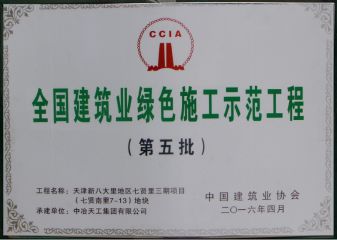 CCIA
全国建筑业绿色施工示范工程
（第五批）
工程名称：天津新八大里地区七贤里三期项目
（七贤南里7-13）地块
承建单位：中冶天工集团有限公司
中国建筑业协会
二〇一六年四月